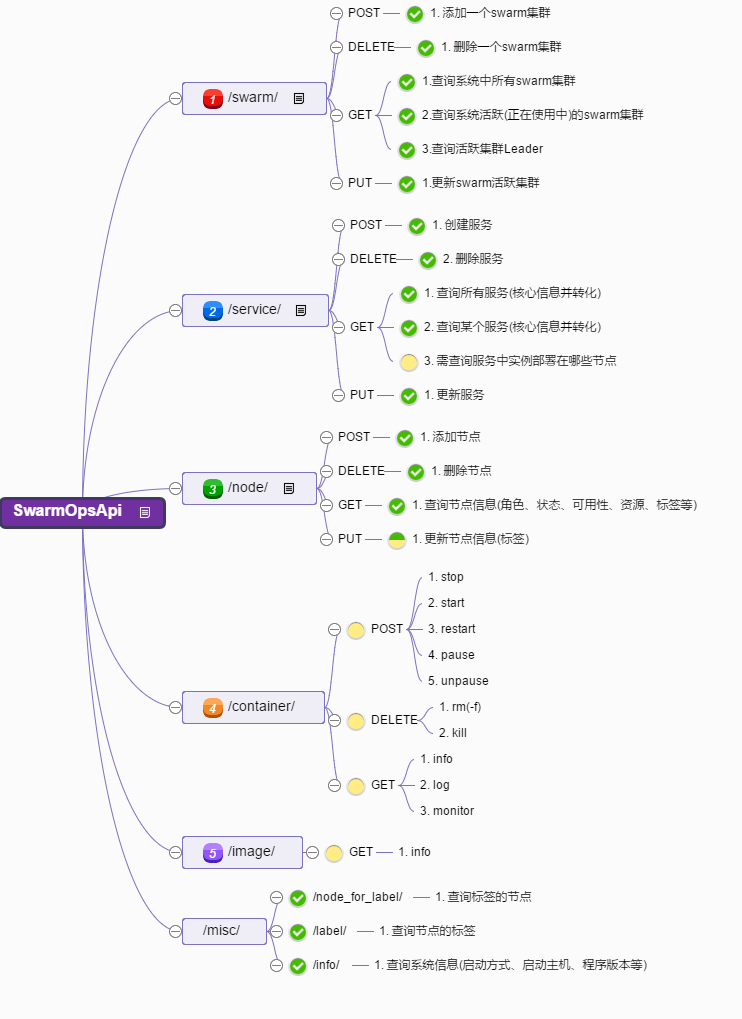 SwarmOpsApi
1 /swarm/
POST
1. 添加一个swarm集群
DELETE
1. 删除一个swarm集群
GET
1.查询系统中所有swarm集群
2.查询系统活跃(正在使用中)的swarm集群
3.查询活跃集群Leader
PUT
1.更新swarm活跃集群
2 /service/
POST
1. 创建服务
DELETE
2. 删除服务
GET
1. 查询所有服务(核心信息并转化)
2. 查询某个服务(核心信息并转化)
3. 需查询服务中实例部署在哪些节点
PUT
1. 更新服务
3 /node/
POST
1. 添加节点
DELETE
1. 删除节点
GET
1. 查询节点信息(角色、状态、可用性、资源、标签等)
PUT
1. 更新节点信息(标签)
4 /container/
POST
1. stop
2. start
3. restart
4. pause
5. unpause
DELETE
1. rm(-f)
2. kill
GET
1. info
2. log
3. monitor
5 /image/
GET
1. info
/misc/
/node_for_label/
1. 查询标签的节点
/label/
1. 查询节点的标签
/info/
1. 查询系统信息(启动方式、启动主机、程序版本等)